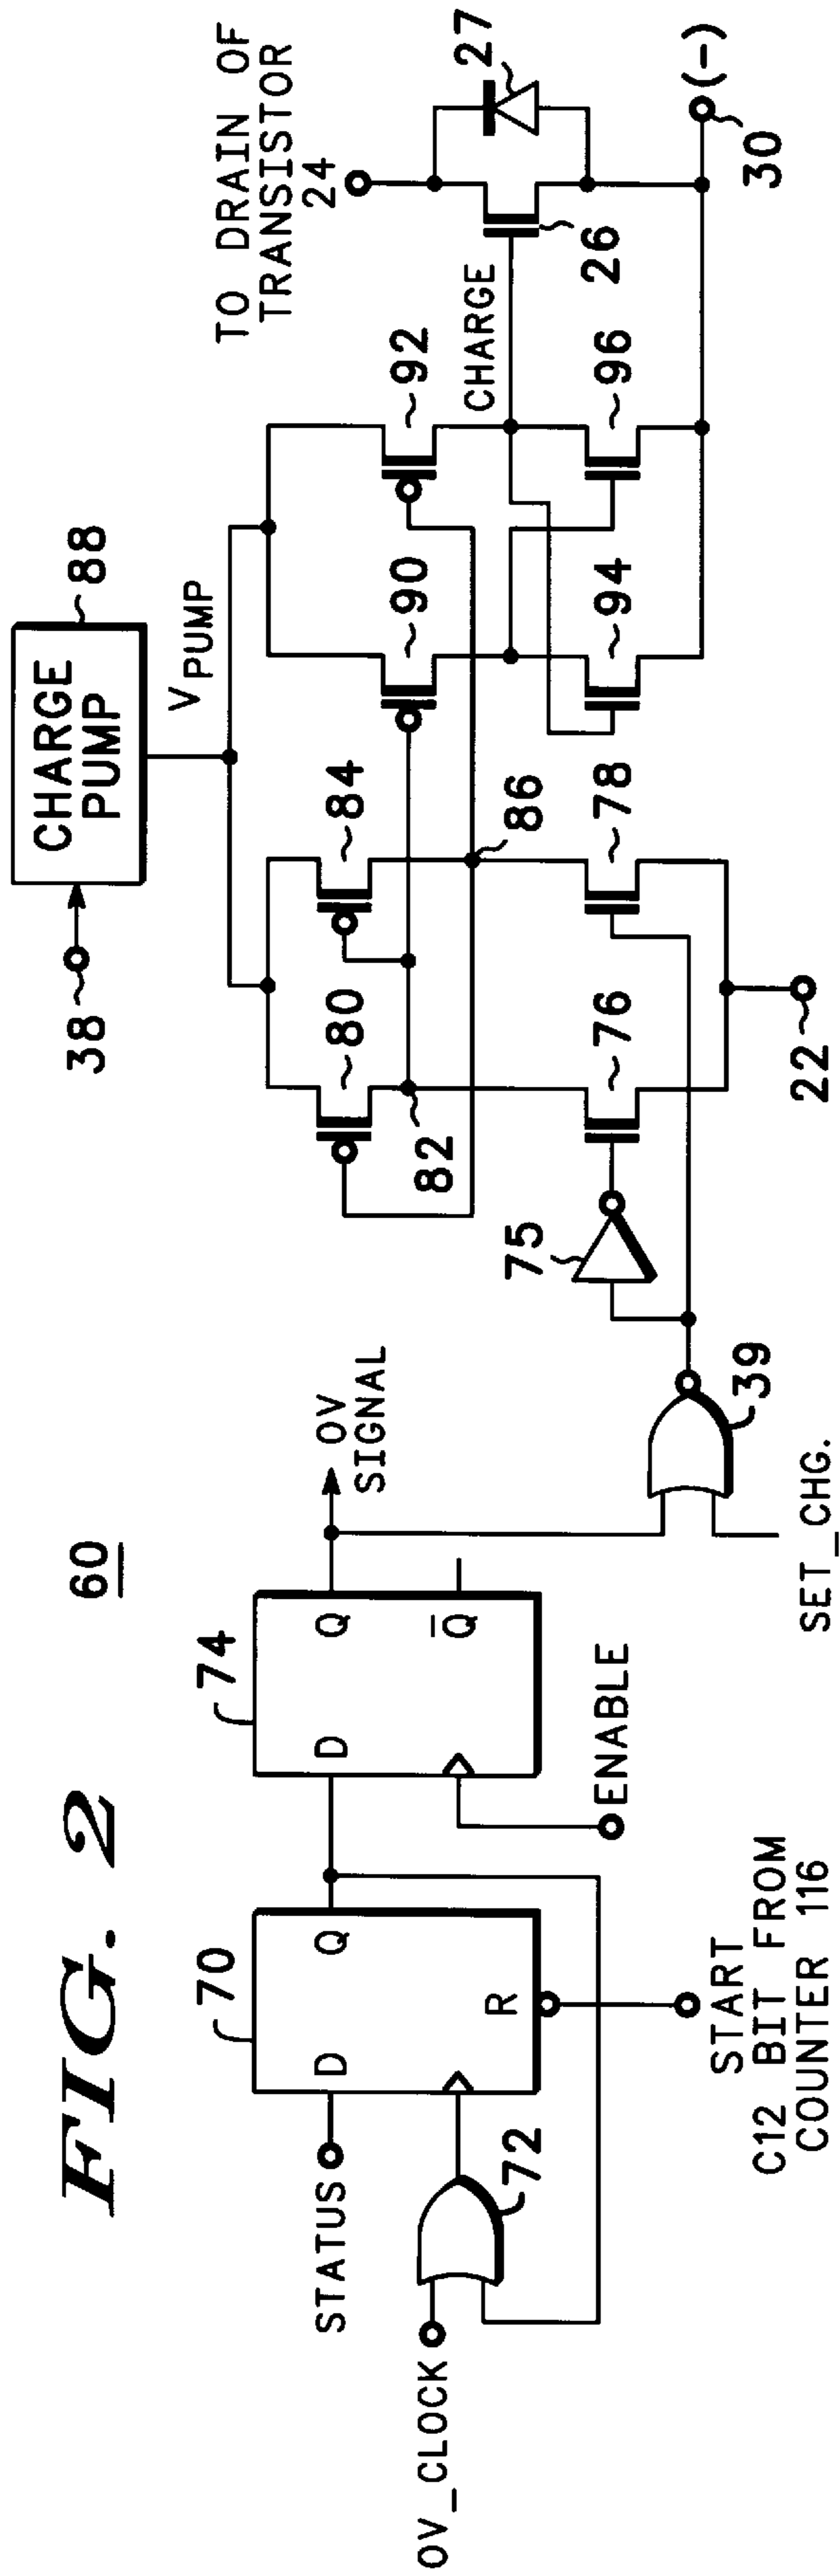 FIG. 2
60
OV_CLOCK
STATUS
72
70
D
Q
R
START
C12 BIT FROM
COUNTER 116
74
D
Q
Q̅
ENABLE
OV
SIGNAL
SET_CHG.
39
75
38
CHARGE
PUMP
88
V PUMP
80
84
82
86
76
78
22
90
92
94
96
CHARGE
TO DRAIN OF
TRANSISTOR
24
26
27
30
(-)